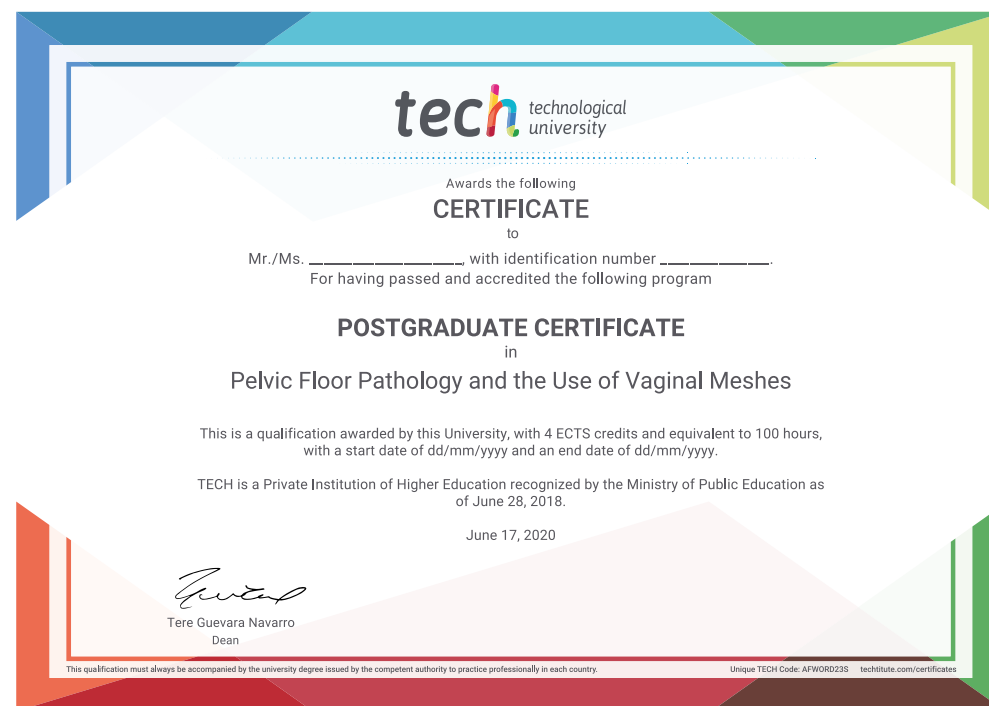 tech technological
university
Awards the following
CERTIFICATE
to
Mr./Ms. ____________________, with identification number ______________.
For having passed and accredited the following program
POSTGRADUATE CERTIFICATE
in
Pelvic Floor Pathology and the Use of Vaginal Meshes
This is a qualification awarded by this University, with 4 ECTS credits and equivalent to 100 hours,
with a start date of dd/mm/yyyy and an end date of dd/mm/yyyy.
TECH is a Private Institution of Higher Education recognized by the Ministry of Public Education as
of June 28, 2018.
June 17, 2020
Tere Guevara Navarro
Dean
This qualification must always be accompanied by the university degree issued by the competent authority to practice professionally in each country.
Unique TECH Code: AFWORD23S techtitute.com/certificates